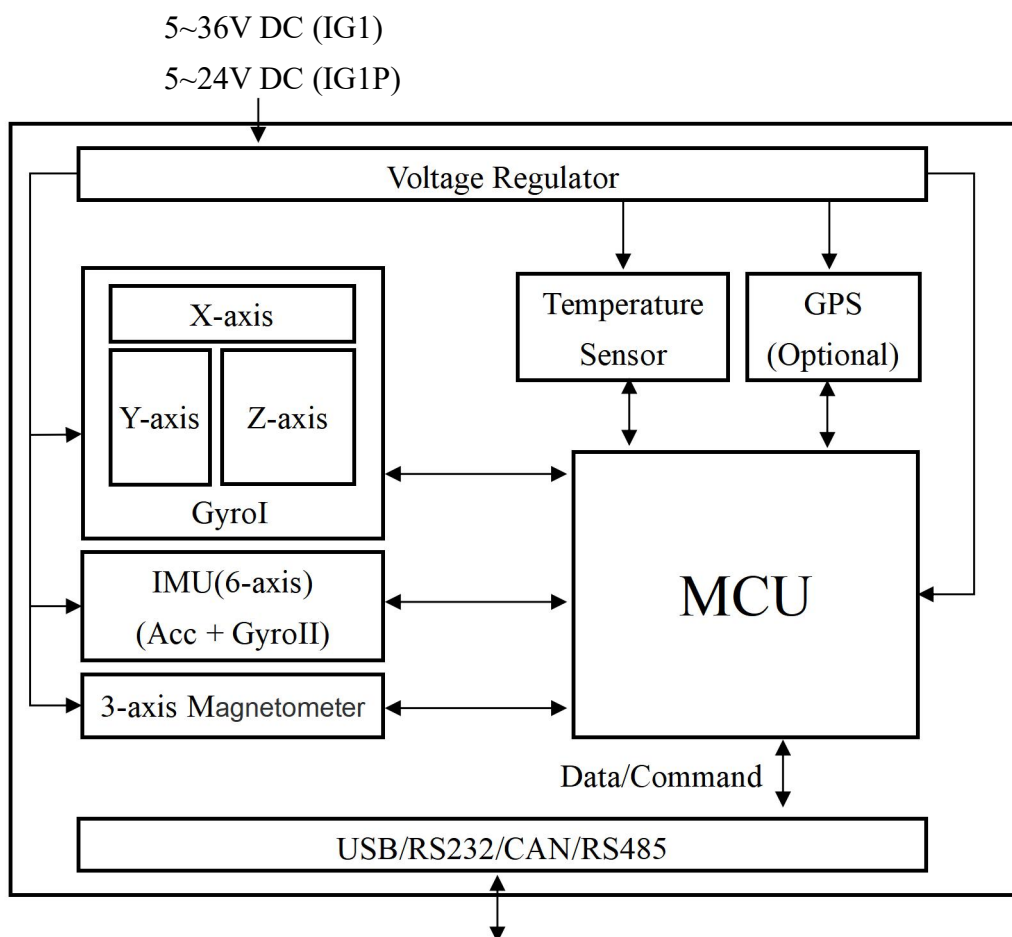 5~36V DC (IG1)
5~24V DC (IG1P)
Voltage Regulator
X-axis
Y-axis
Z-axis
GyroI
Temperature
Sensor
GPS
(Optional)
IMU(6-axis)
(Acc + GyroII)
3-axis Magnetometer
MCU
Data/Command
USB/RS232/CAN/RS485